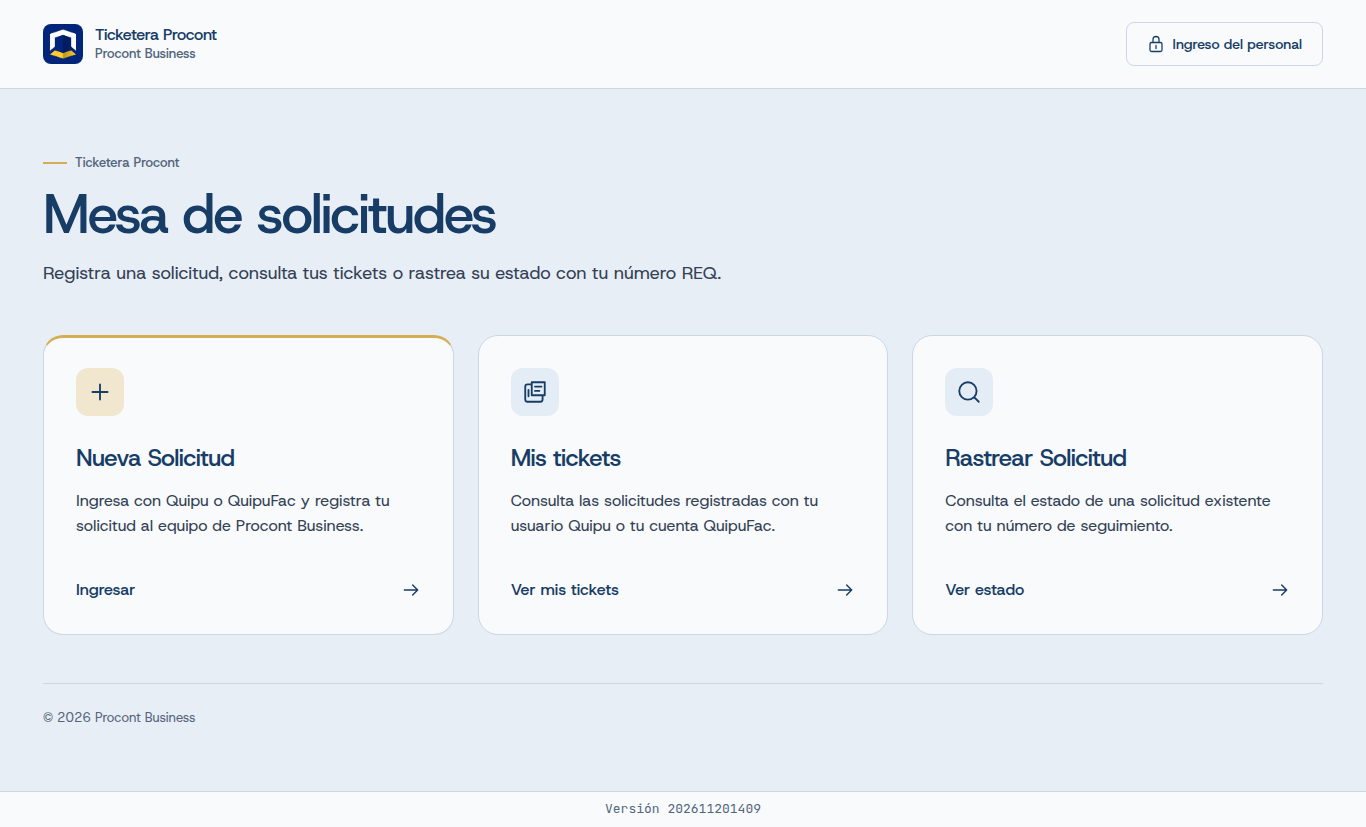 Ticketera Procont
Procont Business
Ingreso del personal
Ticketera Procont
Mesa de solicitudes
Registra una solicitud, consulta tus tickets o rastrea su estado con tu número REQ.
Nueva Solicitud
Ingresa con Quipu o QuipuFac y registra tu
solicitud al equipo de Procont Business.
Ingresar
Mis tickets
Consulta las solicitudes registradas con tu
usuario Quipu o tu cuenta QuipuFac.
Ver mis tickets
Rastrear Solicitud
Consulta el estado de una solicitud existente
con tu número de seguimiento.
Ver estado
© 2026 Procont Business
Versión 202611201409